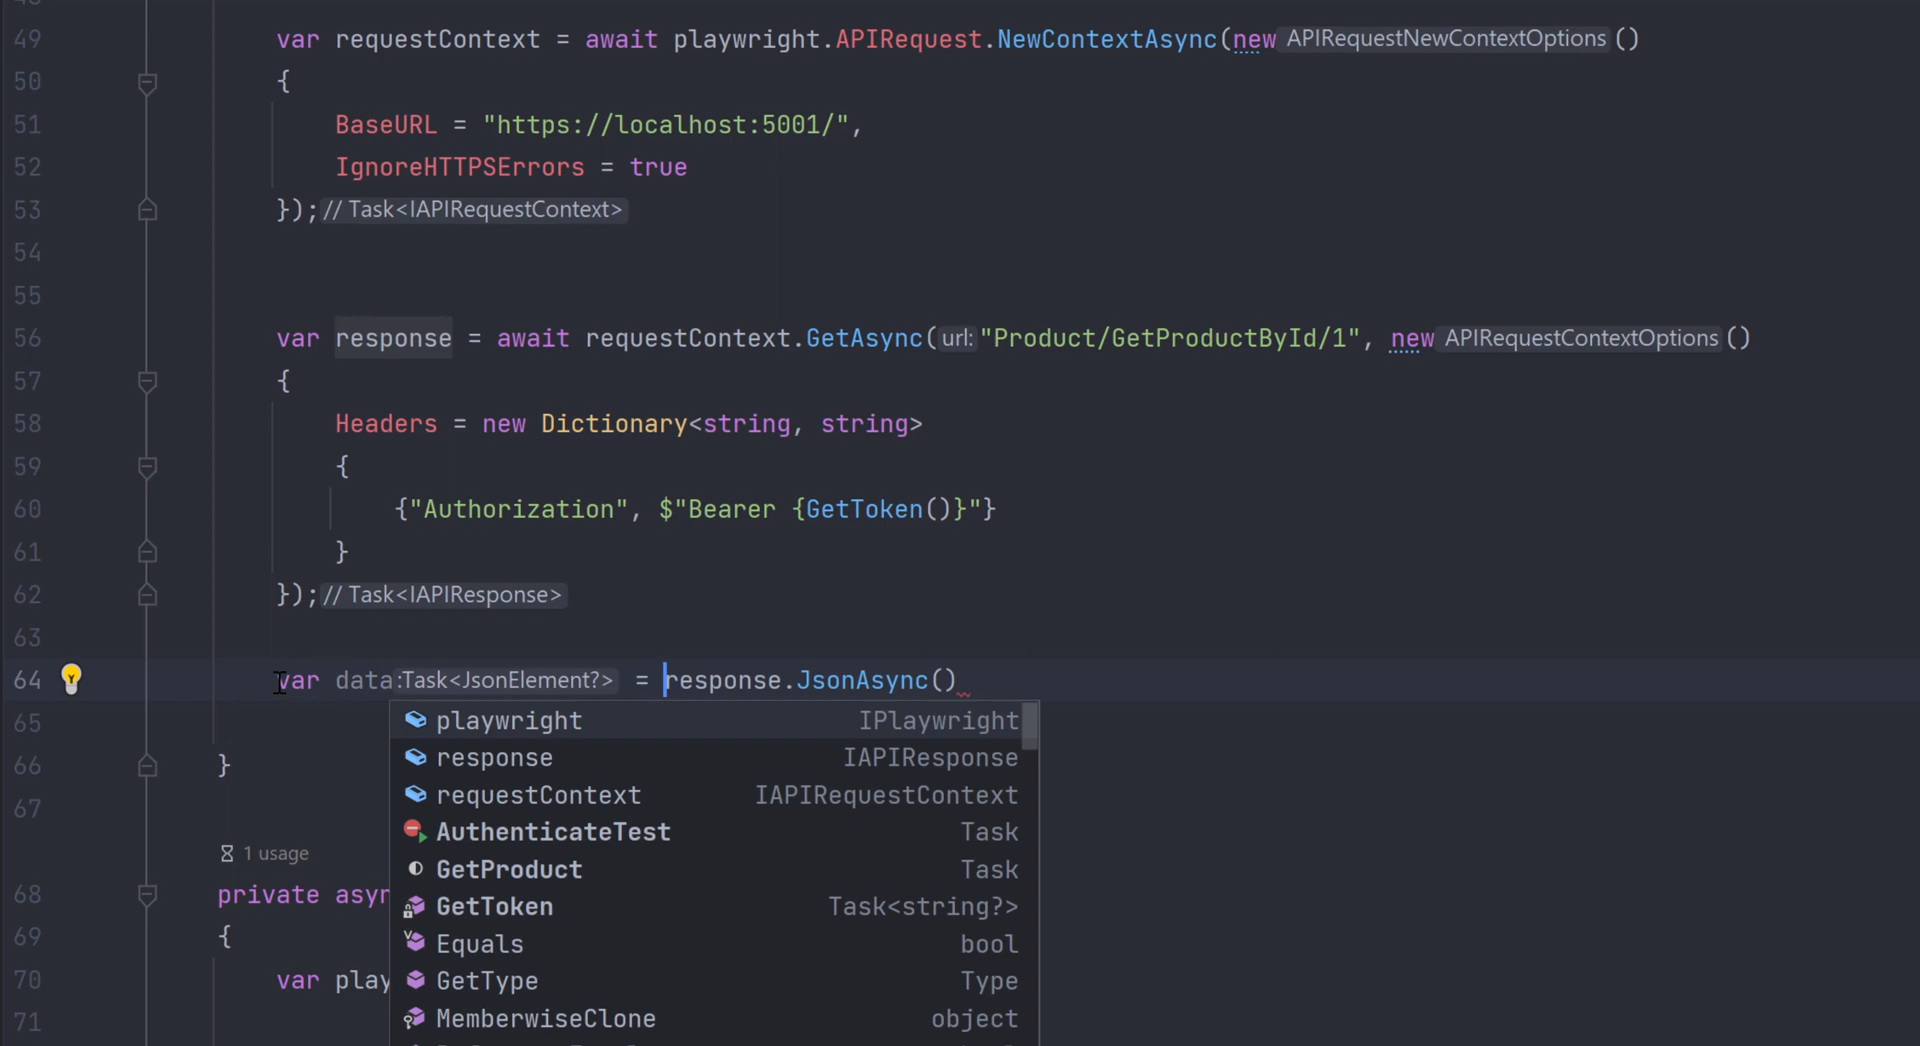 49 var requestContext = await playwright.APIRequest.NewContextAsync(new APIRequestNewContextOptions ()
50 {
51 BaseURL = "https://localhost:5001/",
52 IgnoreHTTPSErrors = true
53 }); // Task<IAPIRequestContext>
54
55
56 var response = await requestContext.GetAsync( url: "Product/GetProductById/1", new APIRequestContextOptions ()
57 {
58 Headers = new Dictionary<string, string>
59 {
60 {"Authorization", $"Bearer {GetToken()}"}
61 }
62 }); // Task<IAPIResponse>
63
64 var data :Task<JsonElement?> = response.JsonAsync()
65 playwright IPlaywright
response IAPIResponse
66 }
requestContext IAPIRequestContext
67
AuthenticateTest Task
1 usage
GetProduct Task
68 private asyn
GetToken Task<string?>
69 {
Equals bool
70 var play
GetType Type
71
MemberwiseClone object